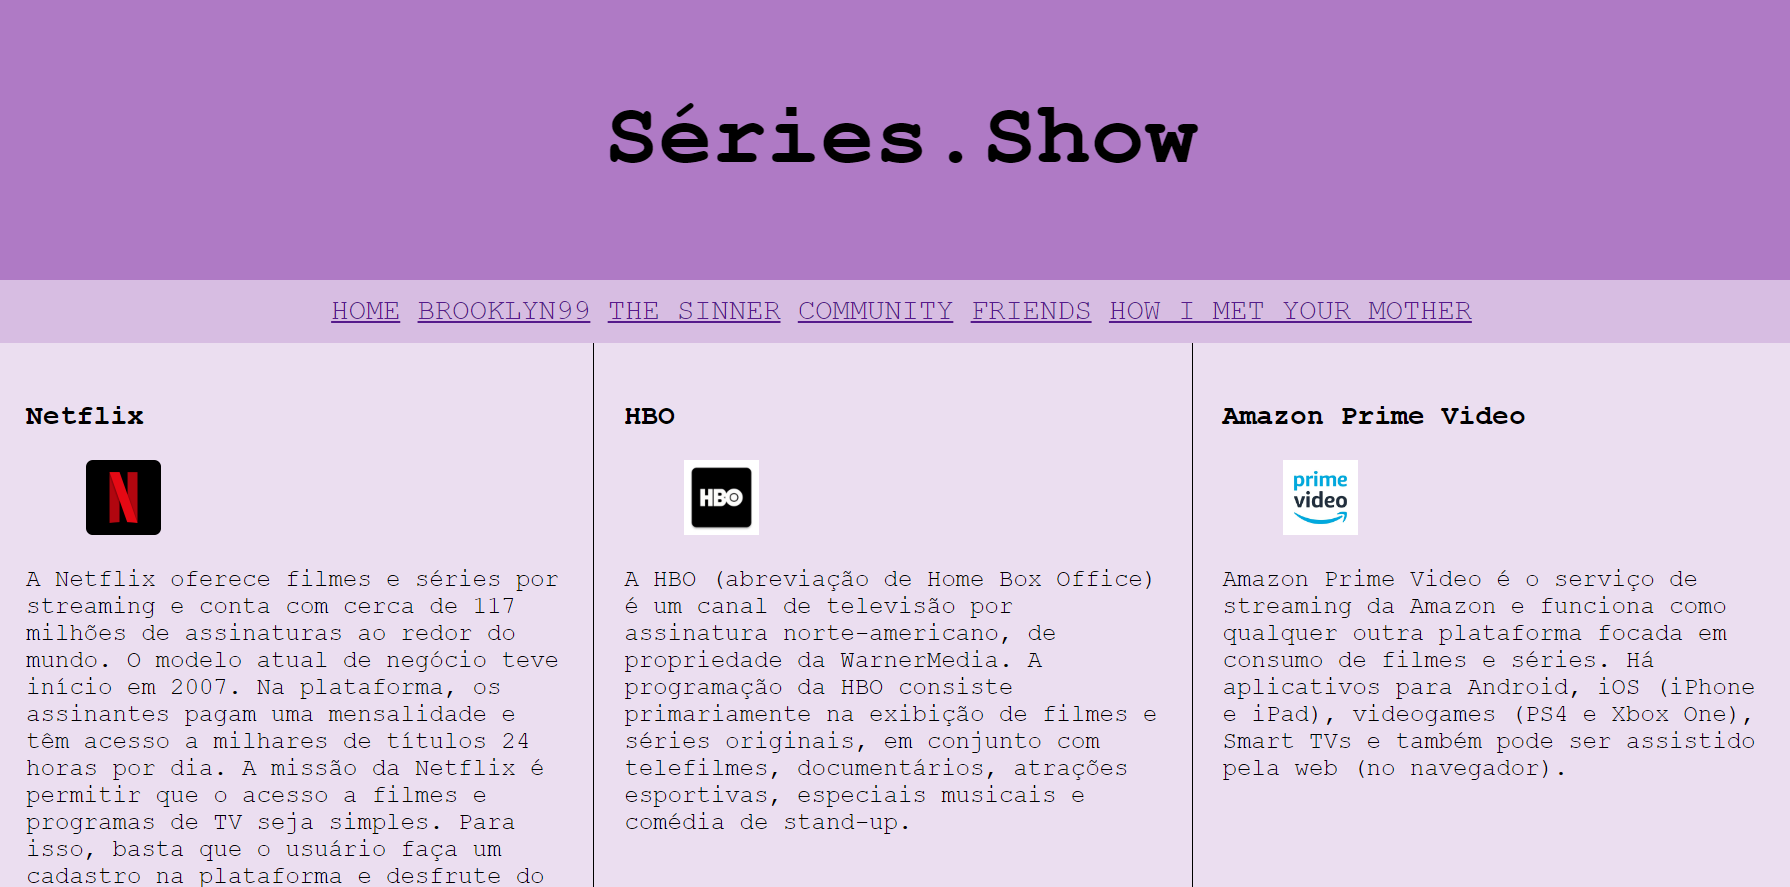 Séries.Show
HOME BROOKLYN99 THE SINNER COMMUNITY FRIENDS HOW I MET YOUR MOTHER
Netflix
N
A Netflix oferece filmes e séries por
streaming e conta com cerca de 117
milhões de assinaturas ao redor do
mundo. O modelo atual de negócio teve
início em 2007. Na plataforma, os
assinantes pagam uma mensalidade e
têm acesso a milhares de títulos 24
horas por dia. A missão da Netflix é
permitir que o acesso a filmes e
programas de TV seja simples. Para
isso, basta que o usuário faça um
cadastro na plataforma e desfrute do
HBO
HBO
A HBO (abreviação de Home Box Office)
é um canal de televisão por
assinatura norte-americano, de
propriedade da WarnerMedia. A
programação da HBO consiste
primariamente na exibição de filmes e
séries originais, em conjunto com
telefilmes, documentários, atrações
esportivas, especiais musicais e
comédia de stand-up.
Amazon Prime Video
prime
video
Amazon Prime Video é o serviço de
streaming da Amazon e funciona como
qualquer outra plataforma focada em
consumo de filmes e séries. Há
aplicativos para Android, iOS (iPhone
e iPad), videogames (PS4 e Xbox One),
Smart TVs e também pode ser assistido
pela web (no navegador).